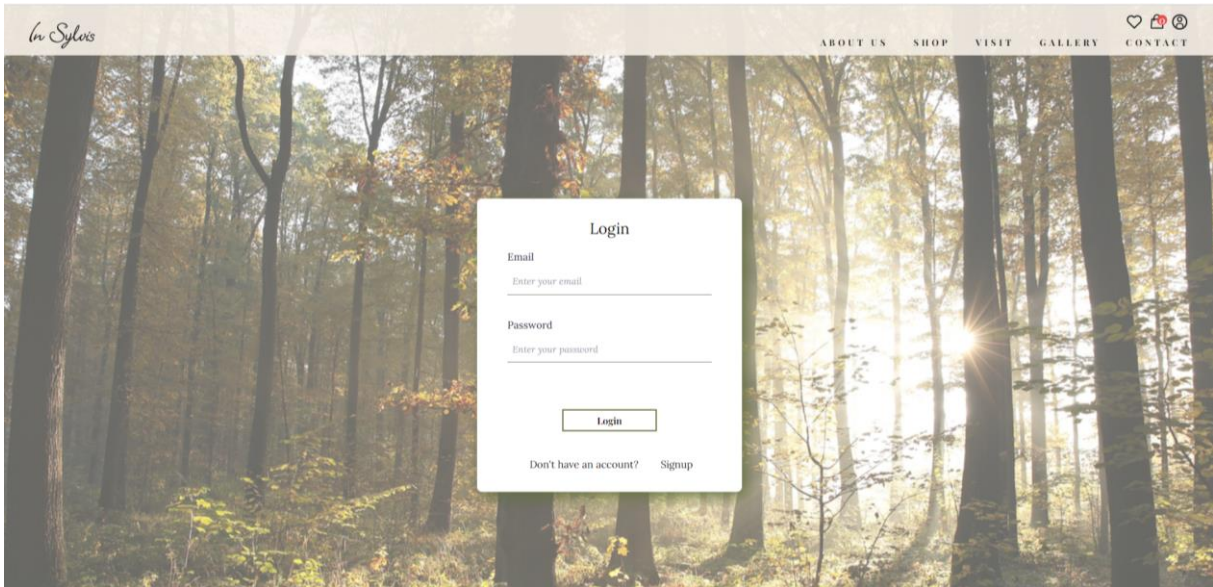 In Sylvis
ABOUT US SHOP VISIT GALLERY CONTACT
Login
Email
Enter your email
Password
Enter your password
Login
Don't have an account? Signup